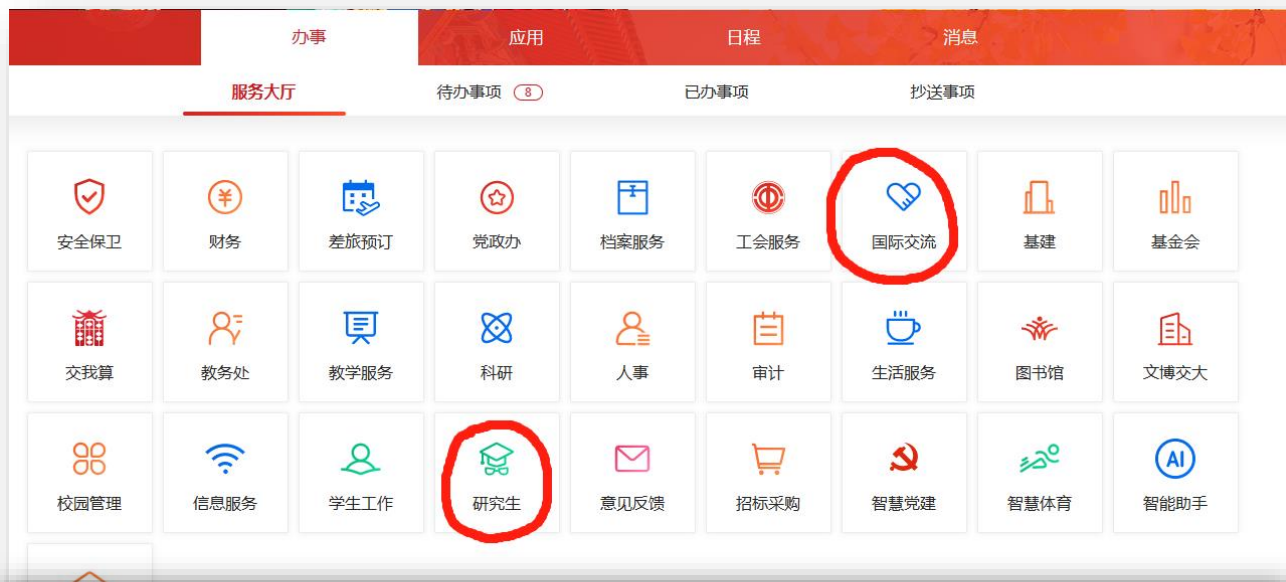 办事 应用 日程 消息
服务大厅 待办事项 8 已办事项 抄送事项
安全保卫 财务 差旅预订 党政办 档案服务 工会服务 国际交流 基建 基金会
交我算 教务处 教学服务 科研 人事 审计 生活服务 图书馆 文博交大
校园管理 信息服务 学生工作 研究生 意见反馈 招标采购 智慧党建 智慧体育 智能助手
AI